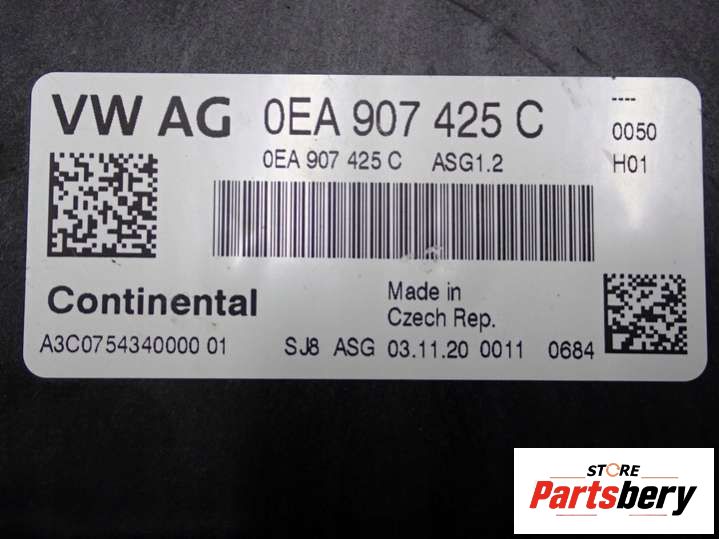 VW AG 0EA 907 425 C
----
0050
0EA 907 425 C ASG1.2
H01
Continental
Made in
Czech Rep.
A3C0754340000 01 SJ8 ASG 03.11.20 0011 0684
STORE
Partsbery